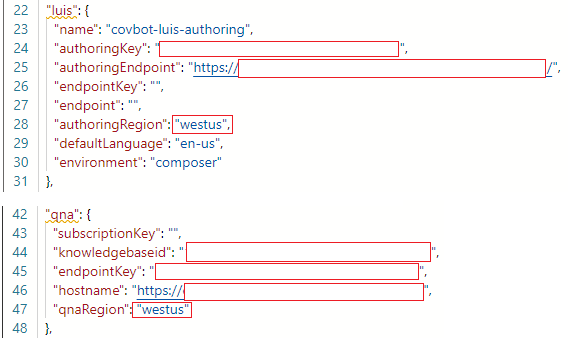 22 "luis": {
23 "name": "covbot-luis-authoring",
24 "authoringKey": " ",
25 "authoringEndpoint": "https:// /",
26 "endpointKey": "",
27 "endpoint": "",
28 "authoringRegion": "westus",
29 "defaultLanguage": "en-us",
30 "environment": "composer"
31 },
42 "qna": {
43 "subscriptionKey": "",
44 "knowledgebaseid": " ",
45 "endpointKey": " ",
46 "hostname": "https:// ",
47 "qnaRegion": "westus"
48 },